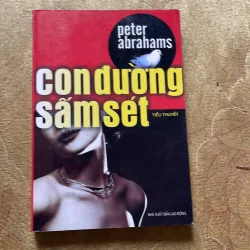 peter
abrahams
con đường
sấm sét
TIỂU THUYẾT
NHÀ XUẤT BẢN LAO ĐỘNG